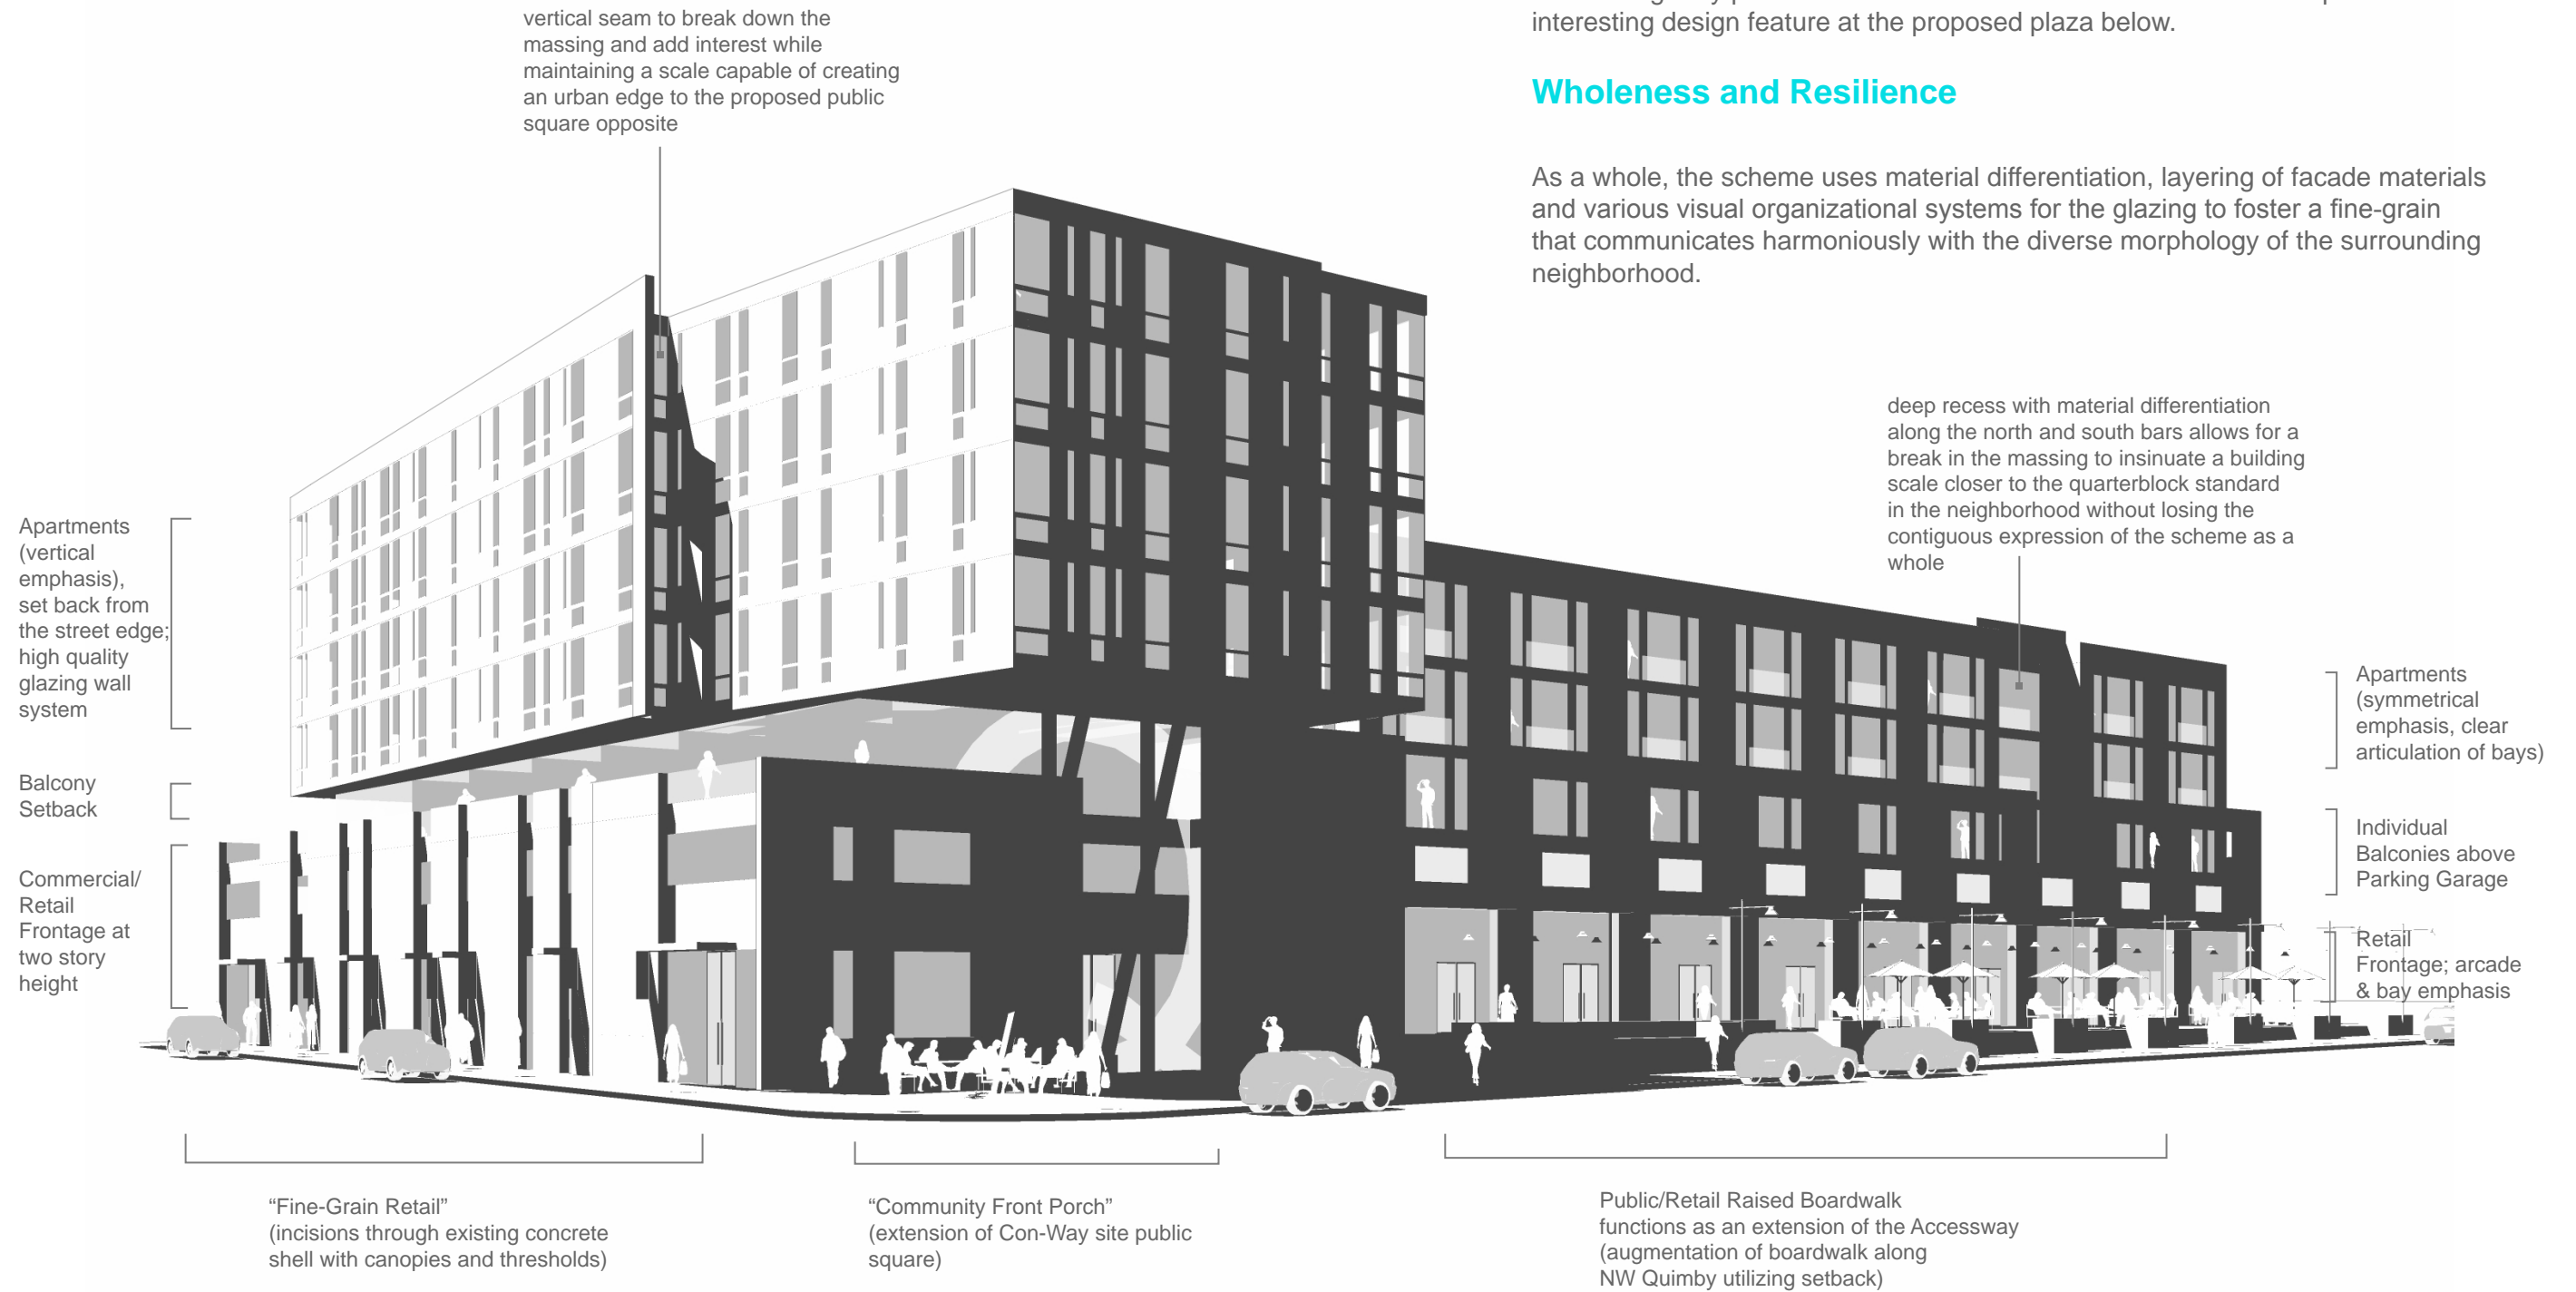 vertical seam to break down the
massing and add interest while
maintaining a scale capable of creating
an urban edge to the proposed public
square opposite
interesting design feature at the proposed plaza below.
Wholeness and Resilience
As a whole, the scheme uses material differentiation, layering of facade materials
and various visual organizational systems for the glazing to foster a fine-grain
that communicates harmoniously with the diverse morphology of the surrounding
neighborhood.
deep recess with material differentiation
along the north and south bars allows for a
break in the massing to insinuate a building
scale closer to the quarterblock standard
in the neighborhood without losing the
contiguous expression of the scheme as a
whole
Apartments
(vertical
emphasis),
set back from
the street edge;
high quality
glazing wall
system
Balcony
Setback
Commercial/
Retail
Frontage at
two story
height
Apartments
(symmetrical
emphasis, clear
articulation of bays)
Individual
Balconies above
Parking Garage
Retail
Frontage; arcade
& bay emphasis
“Fine-Grain Retail”
(incisions through existing concrete
shell with canopies and thresholds)
“Community Front Porch”
(extension of Con-Way site public
square)
Public/Retail Raised Boardwalk
functions as an extension of the Accessway
(augmentation of boardwalk along
NW Quimby utilizing setback)